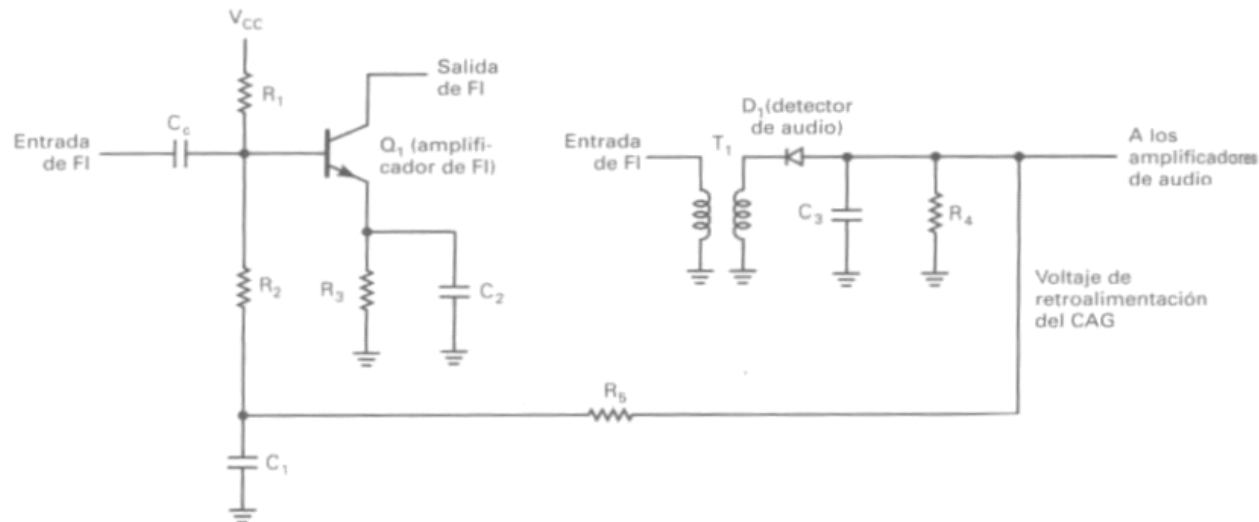 V_CC
R_1
Salida
de FI
Entrada
de FI
C_c
Q_1 (amplifi-
cador de FI)
R_2
R_3
C_2
C_1
R_5
Entrada
de FI
T_1
D_1 (detector
de audio)
C_3
R_4
A los
amplificadores
de audio
Voltaje de
retroalimentación
del CAG